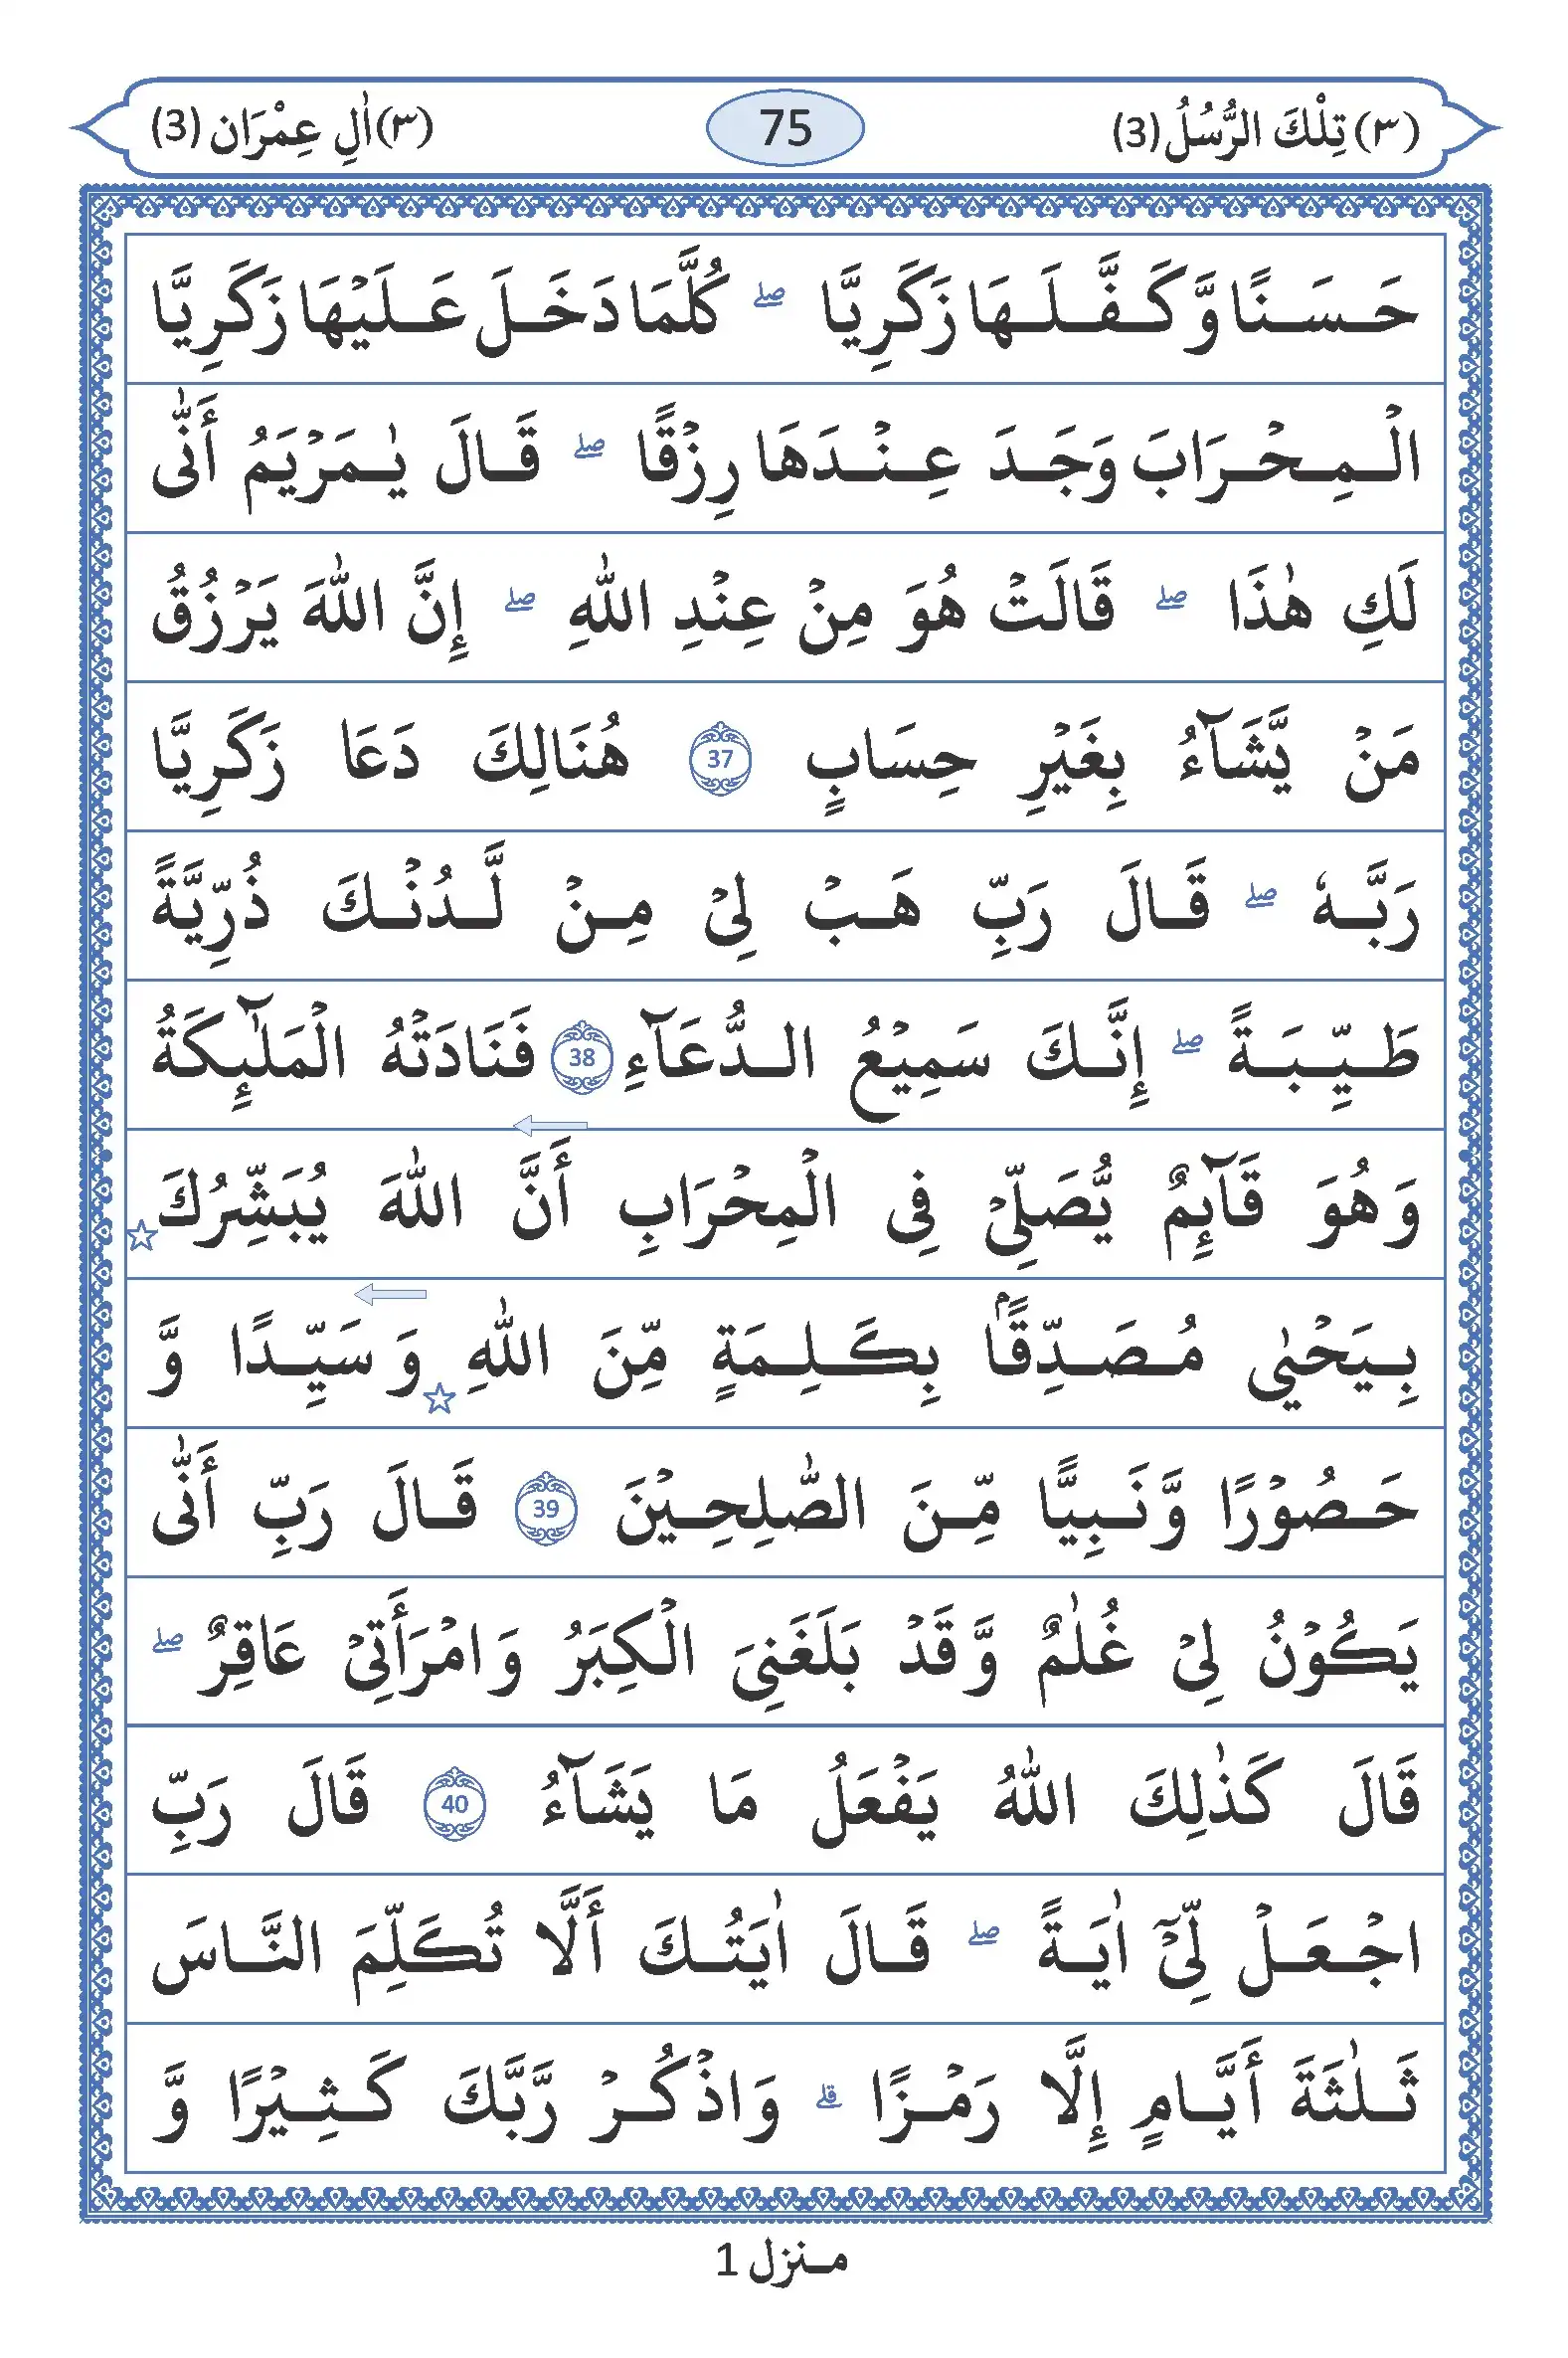 (٣) تِلْكَ الرُّسُلُ (3) 75 (٣) اٰلِ عِمْرَان (3)
حَسَنًا وَّكَفَّلَهَا زَكَرِيَّا ۖ كُلَّمَا دَخَلَ عَلَيْهَا زَكَرِيَّا
الْمِحْرَابَ وَجَدَ عِنْدَهَا رِزْقًا ۖ قَالَ يٰمَرْيَمُ أَنّٰى
لَكِ هٰذَا ۖ قَالَتْ هُوَ مِنْ عِنْدِ اللّٰهِ ۖ إِنَّ اللّٰهَ يَرْزُقُ
مَنْ يَّشَآءُ بِغَيْرِ حِسَابٍ 37 هُنَالِكَ دَعَا زَكَرِيَّا
رَبَّهٗ ۖ قَالَ رَبِّ هَبْ لِيْ مِنْ لَّدُنْكَ ذُرِّيَّةً
طَيِّبَةً ۖ إِنَّكَ سَمِيْعُ الدُّعَآءِ 38 فَنَادَتْهُ الْمَلٰٓئِكَةُ
وَهُوَ قَآئِمٌ يُّصَلِّيْ فِى الْمِحْرَابِ أَنَّ اللّٰهَ يُبَشِّرُكَ ☆
بِيَحْيٰى مُصَدِّقًاۢ بِكَلِمَةٍ مِّنَ اللّٰهِ ☆ وَسَيِّدًا وَّ
حَصُوْرًا وَّنَبِيًّا مِّنَ الصّٰلِحِيْنَ 39 قَالَ رَبِّ أَنّٰى
يَكُوْنُ لِيْ غُلٰمٌ وَّقَدْ بَلَغَنِىَ الْكِبَرُ وَامْرَأَتِيْ عَاقِرٌ ۖ
قَالَ كَذٰلِكَ اللّٰهُ يَفْعَلُ مَا يَشَآءُ 40 قَالَ رَبِّ
اجْعَلْ لِّيْٓ اٰيَةً ۖ قَالَ اٰيَتُكَ أَلَّا تُكَلِّمَ النَّاسَ
ثَلٰثَةَ أَيَّامٍ إِلَّا رَمْزًا ۗ وَاذْكُرْ رَّبَّكَ كَثِيْرًا وَّ
مـنزل 1